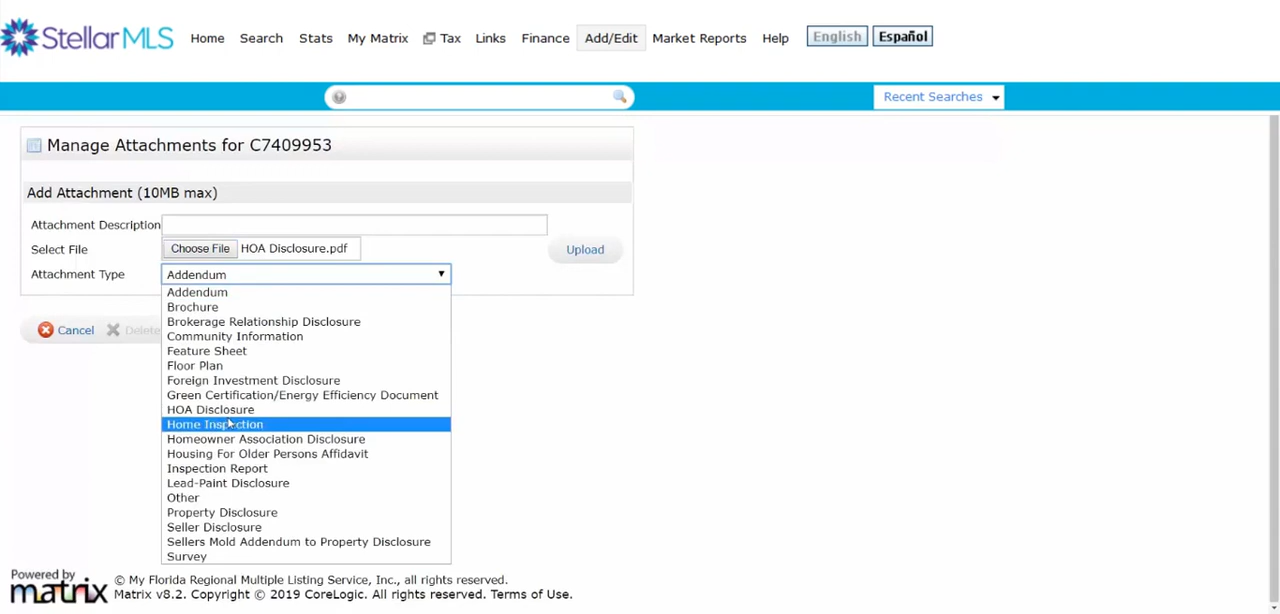 StellarMLS Home Search Stats My Matrix Tax Links Finance Add/Edit Market Reports Help English Español
Recent Searches
Manage Attachments for C7409953
Add Attachment (10MB max)
Attachment Description
Select File Choose File HOA Disclosure.pdf Upload
Attachment Type Addendum
Addendum
Brochure
Brokerage Relationship Disclosure
Community Information
Feature Sheet
Floor Plan
Foreign Investment Disclosure
Green Certification/Energy Efficiency Document
HOA Disclosure
Home Inspection
Homeowner Association Disclosure
Housing For Older Persons Affidavit
Inspection Report
Lead-Paint Disclosure
Other
Property Disclosure
Seller Disclosure
Sellers Mold Addendum to Property Disclosure
Survey
Cancel Delete
Powered by
matrix
© My Florida Regional Multiple Listing Service, Inc., all rights reserved.
Matrix v8.2. Copyright © 2019 CoreLogic. All rights reserved. Terms of Use.